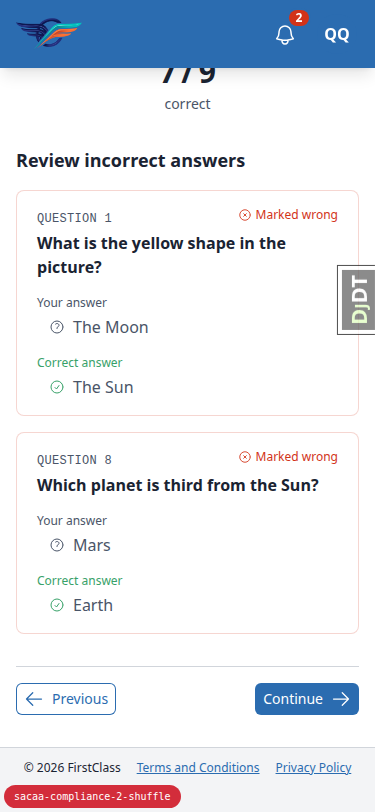 2
QQ
7/9
correct
Review incorrect answers
QUESTION 1
Marked wrong
What is the yellow shape in the
picture?
Your answer
The Moon
Correct answer
The Sun
DJDT
QUESTION 8
Marked wrong
Which planet is third from the Sun?
Your answer
Mars
Correct answer
Earth
Previous
Continue
© 2026 FirstClass
Terms and Conditions
Privacy Policy
sacaa-compliance-2-shuffle